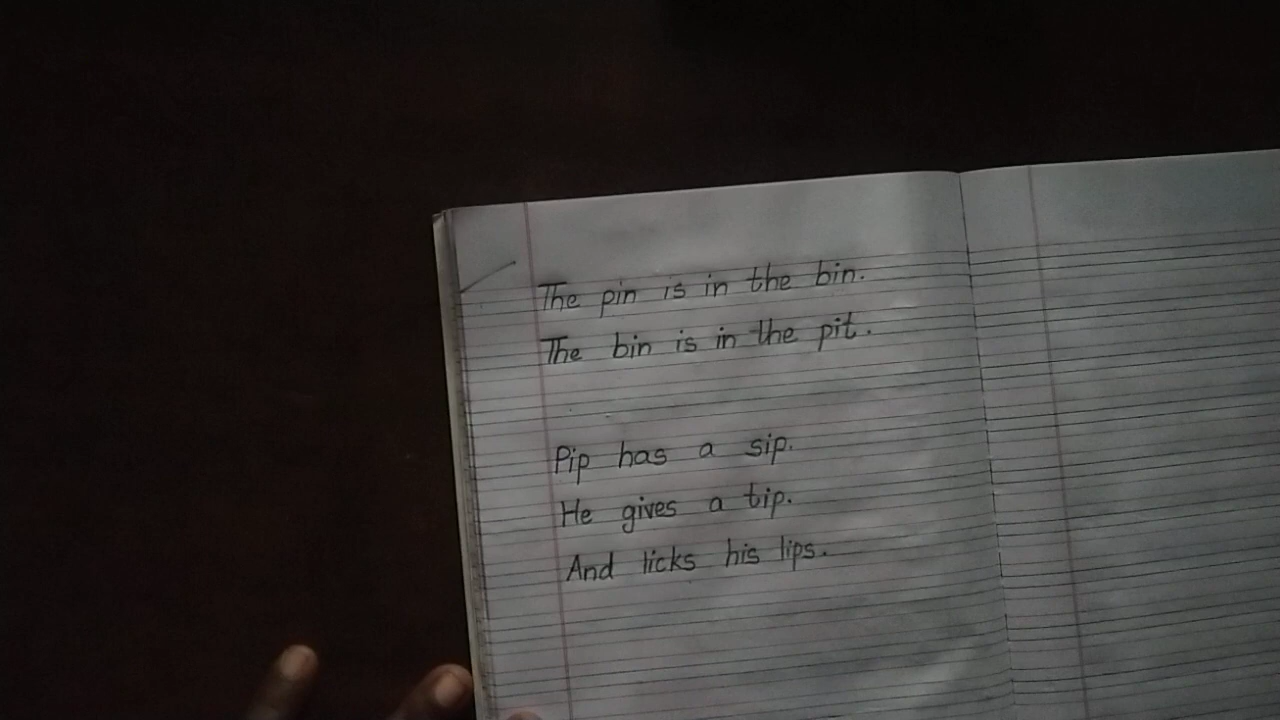 The pin is in the bin.
The bin is in the pit.
Pip has a sip.
He gives a tip.
And licks his lips.